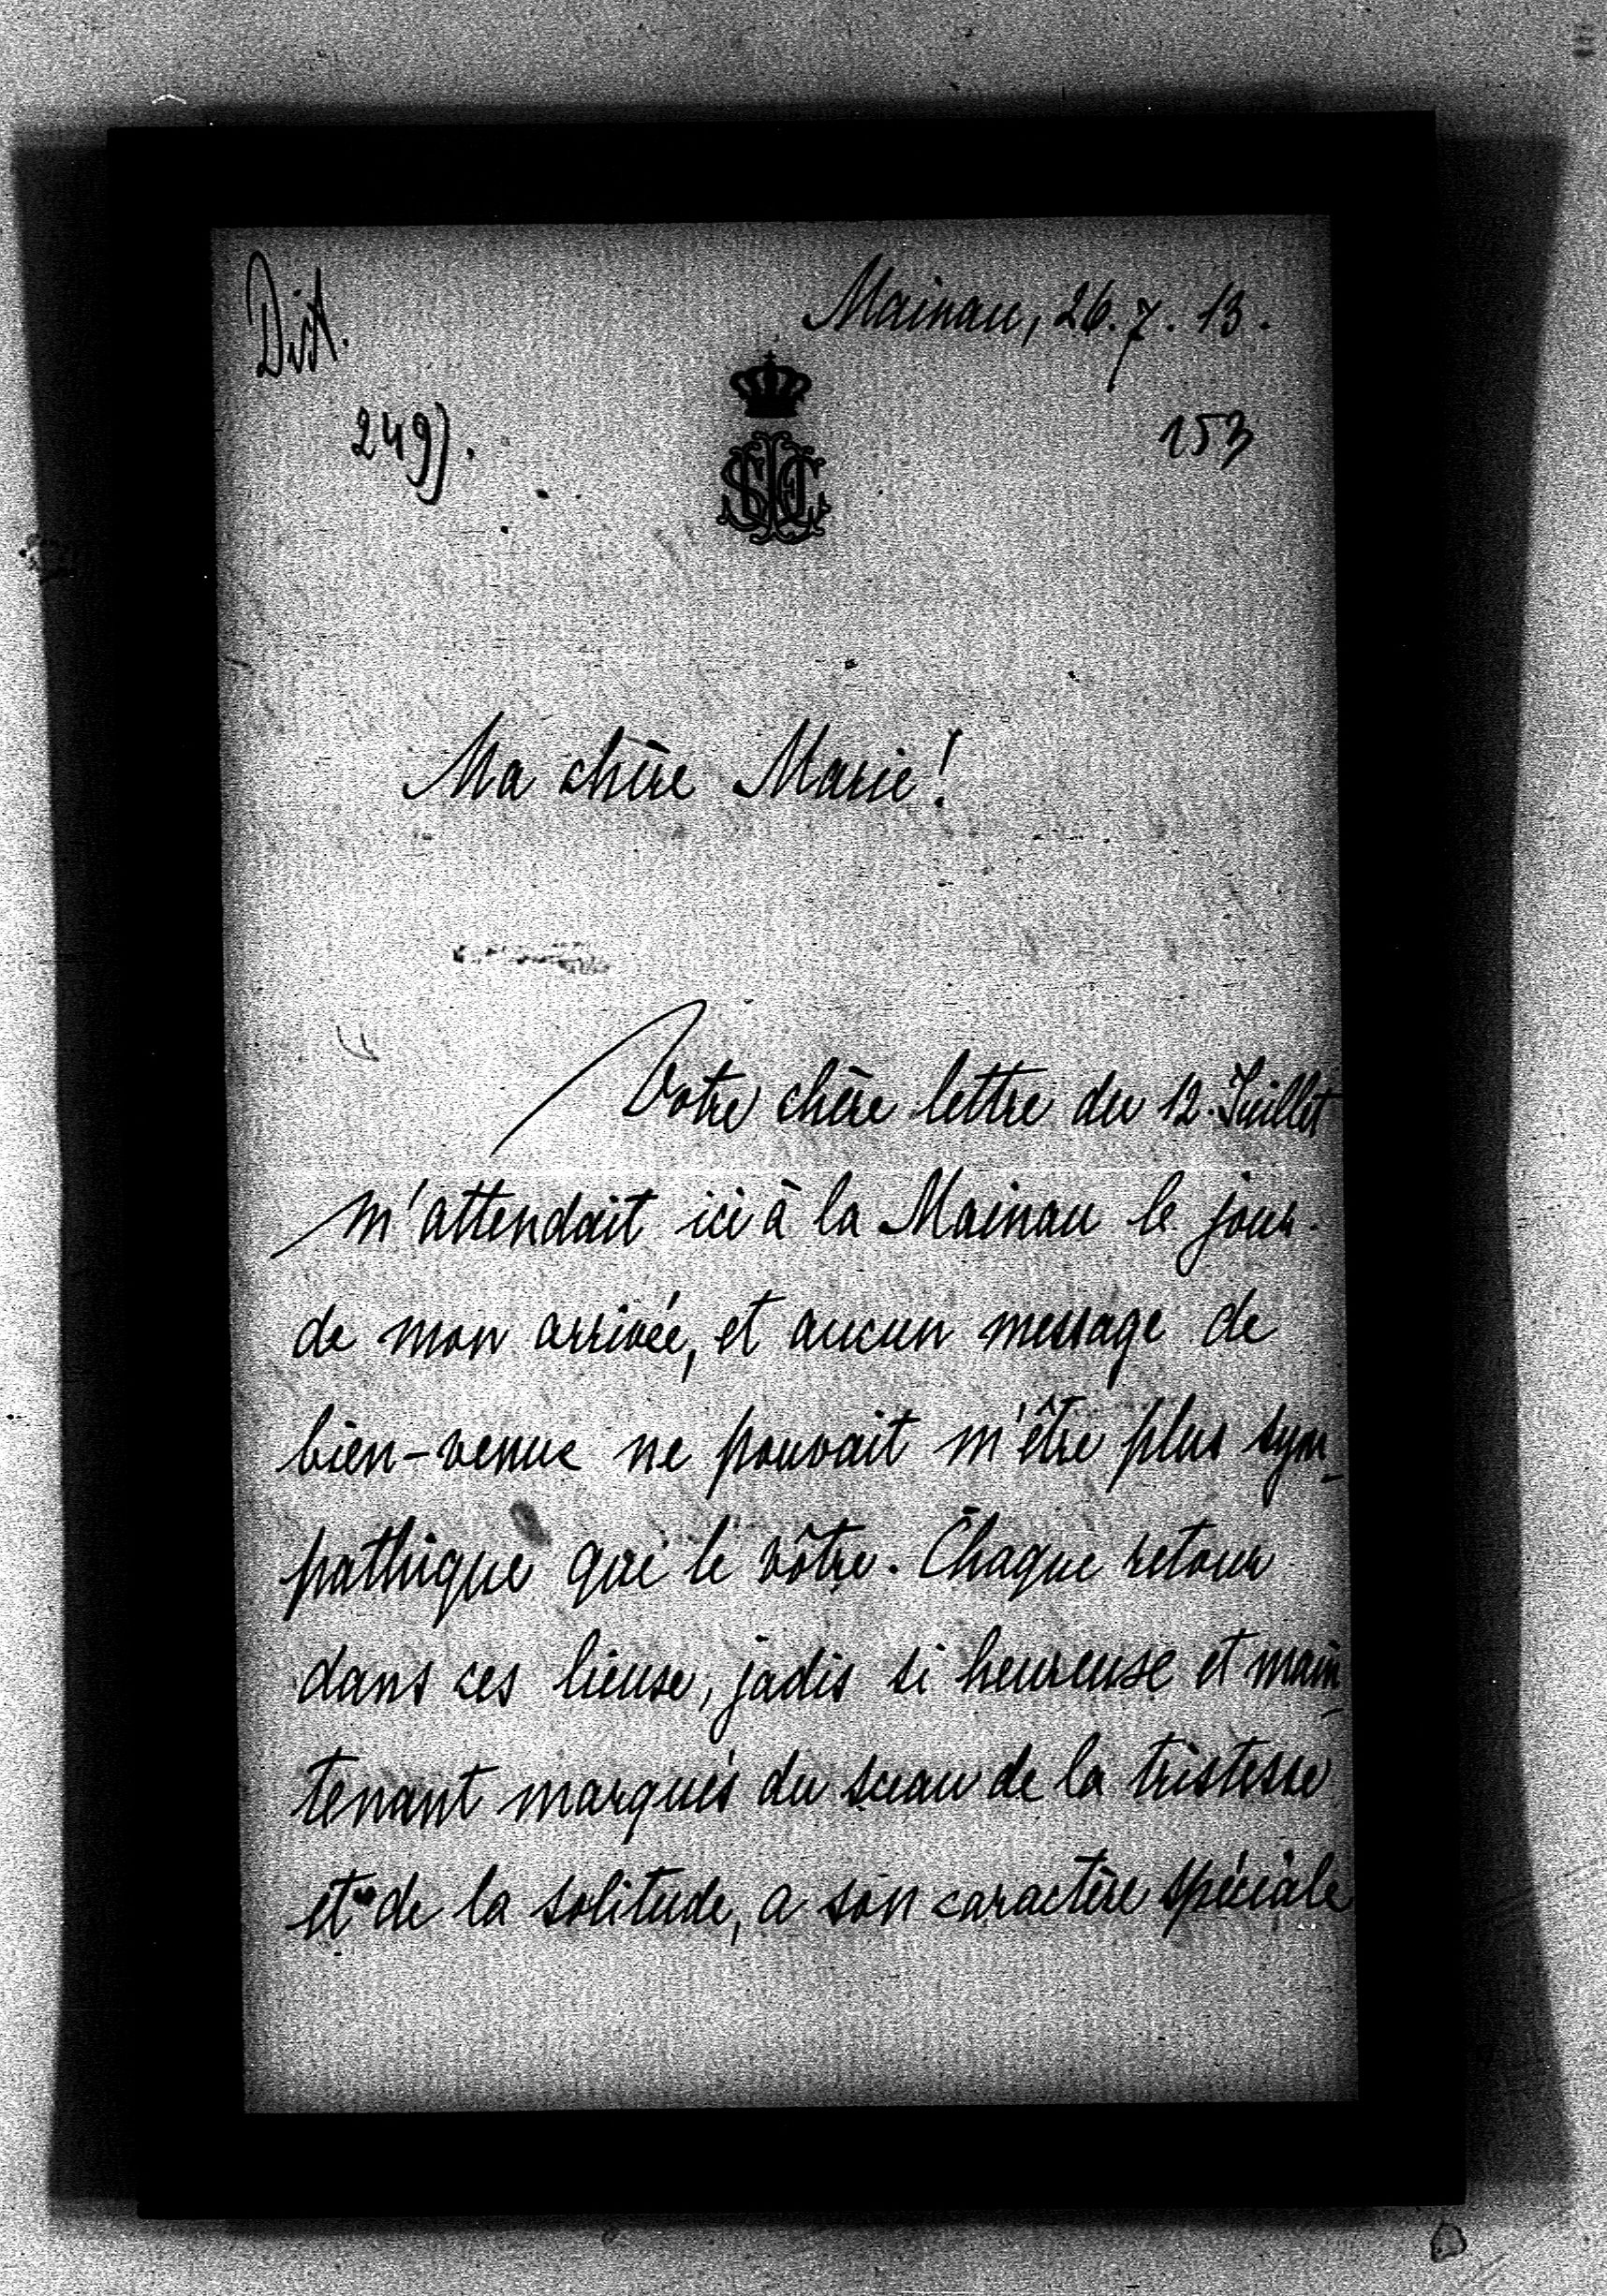 Dict.
Mainau, 26.7.13.
249).
153
Ma chère Marie!
Votre chère lettre du 12. Juillet
m'attendait ici à la Mainau le jour
de mon arrivée, et aucun message de
bien-venue ne pouvait m'être plus sym-
pathique que le vôtre. Chaque retour
dans ces lieux, jadis si heureux et main-
tenant marqués du sceau de la tristesse
et de la solitude, a son caractère spéciale